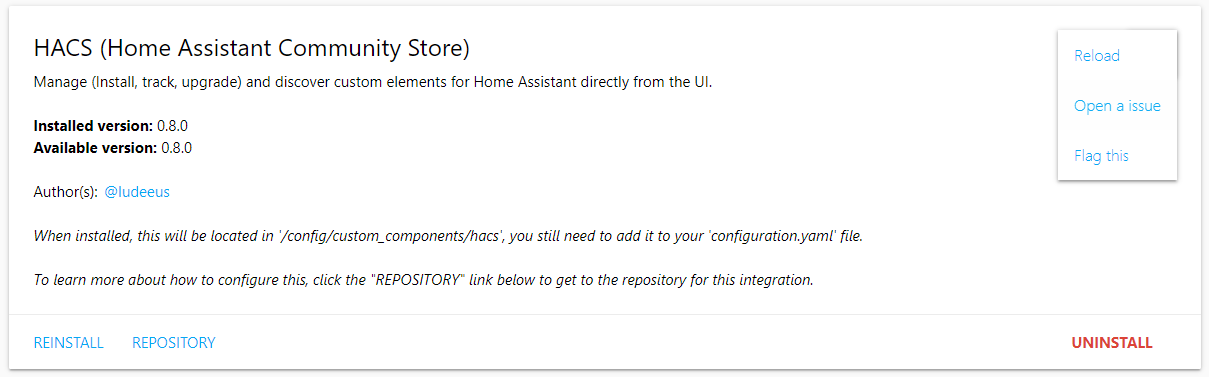 HACS (Home Assistant Community Store)
Manage (Install, track, upgrade) and discover custom elements for Home Assistant directly from the UI.
Installed version: 0.8.0
Available version: 0.8.0
Author(s): @ludeeus
When installed, this will be located in '/config/custom_components/hacs', you still need to add it to your 'configuration.yaml' file.
To learn more about how to configure this, click the "REPOSITORY" link below to get to the repository for this integration.
Reload
Open a issue
Flag this
REINSTALL REPOSITORY UNINSTALL